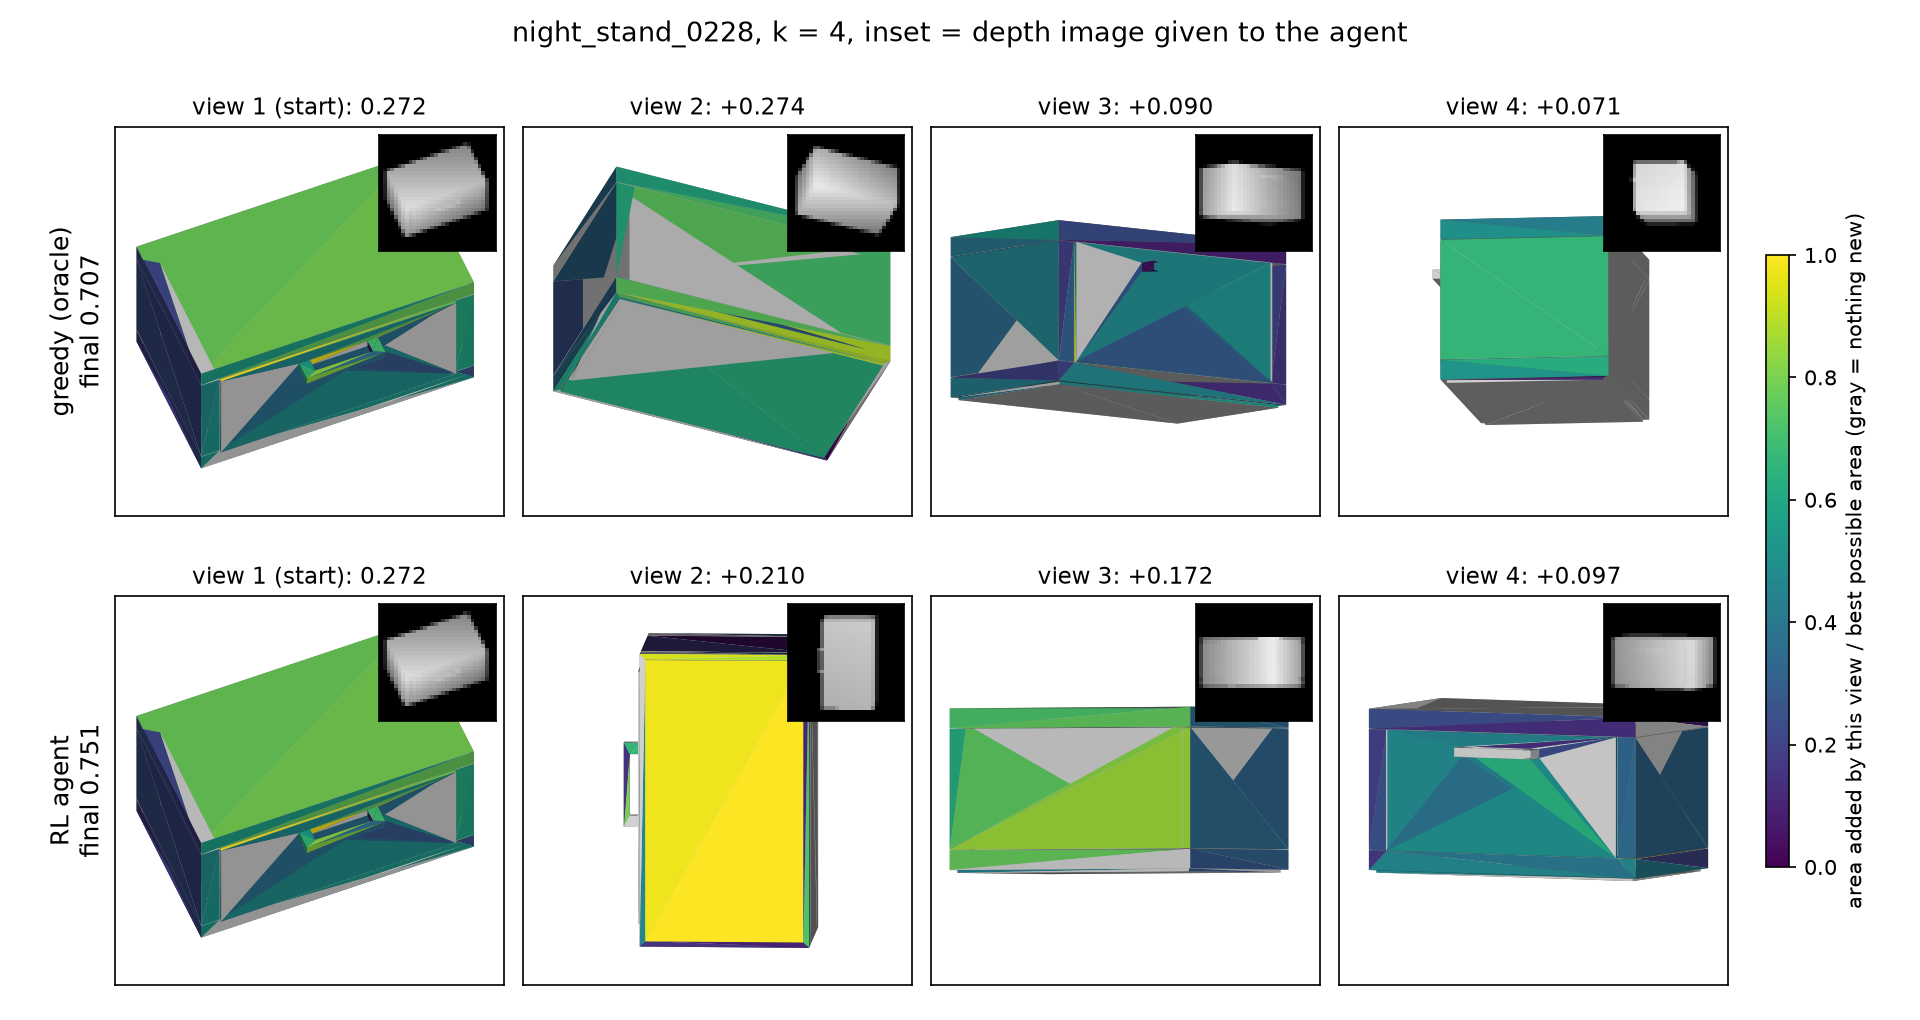 night_stand_0228, k = 4, inset = depth image given to the agent
greedy (oracle)
final 0.707
view 1 (start): 0.272
view 2: +0.274
view 3: +0.090
view 4: +0.071
RL agent
final 0.751
view 1 (start): 0.272
view 2: +0.210
view 3: +0.172
view 4: +0.097
1.0
0.8
0.6
0.4
0.2
0.0
area added by this view / best possible area (gray = nothing new)